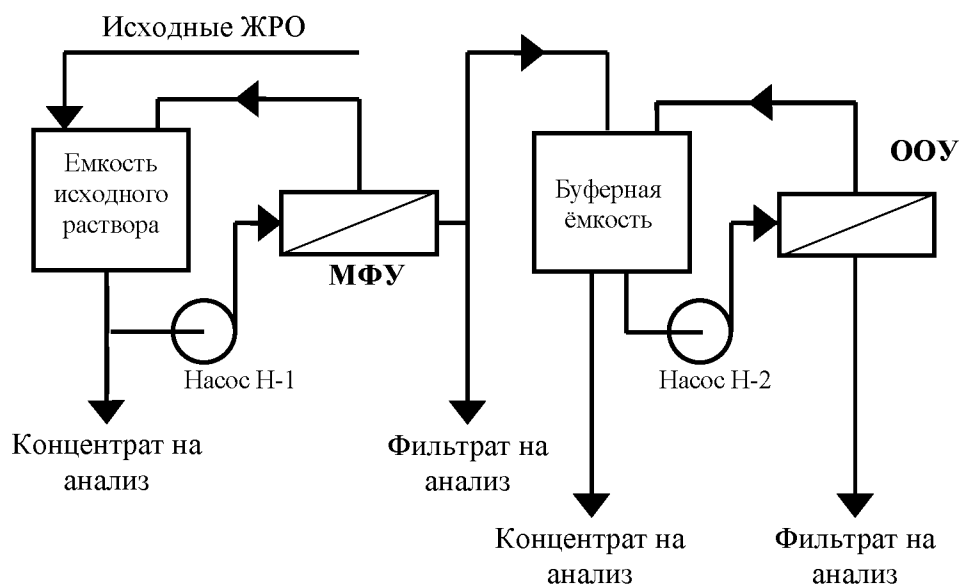 Исходные ЖРО
Емкость
исходного
раствора
МФУ
Насос Н-1
Концентрат на
анализ
Фильтрат на
анализ
Буферная
ёмкость
ООУ
Насос Н-2
Концентрат на
анализ
Фильтрат на
анализ